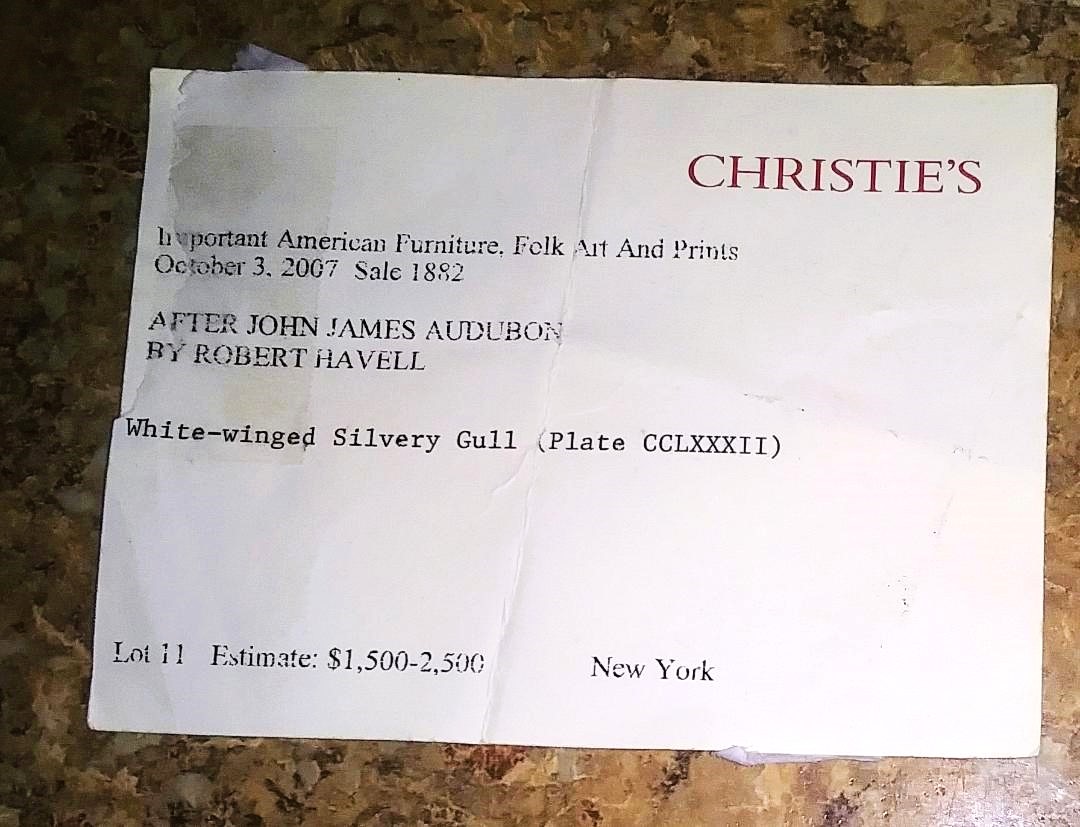 CHRISTIE'S
Important American Furniture, Folk Art And Prints
October 3, 2007 Sale 1882
AFTER JOHN JAMES AUDUBON
BY ROBERT HAVELL
White-winged Silvery Gull (Plate CCLXXXII)
Lot 11 Estimate: $1,500-2,500 New York